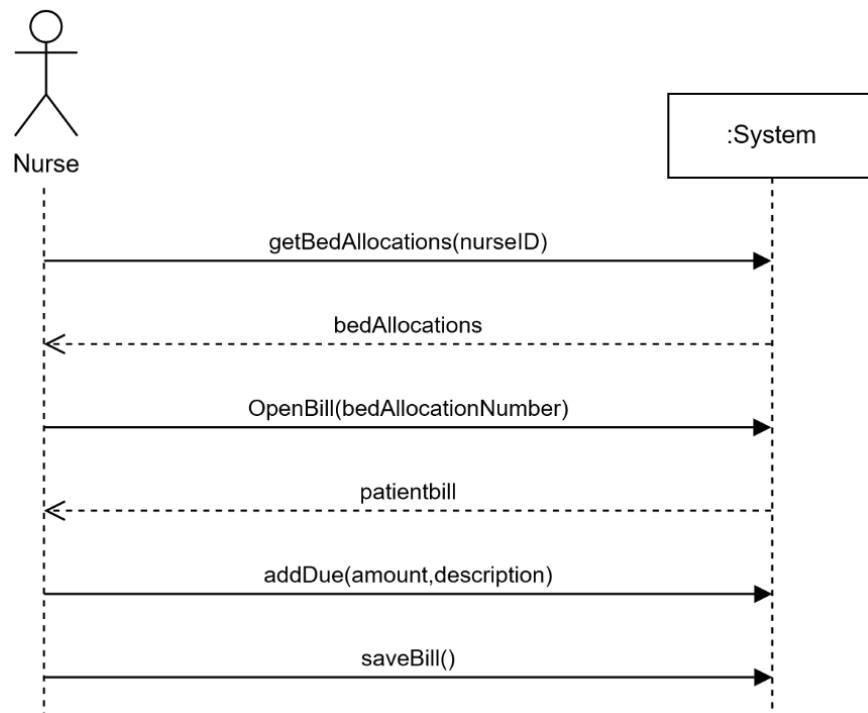 :System
Nurse
getBedAllocations(nurseID)
bedAllocations
OpenBill(bedAllocationNumber)
patientbill
addDue(amount,description)
saveBill()